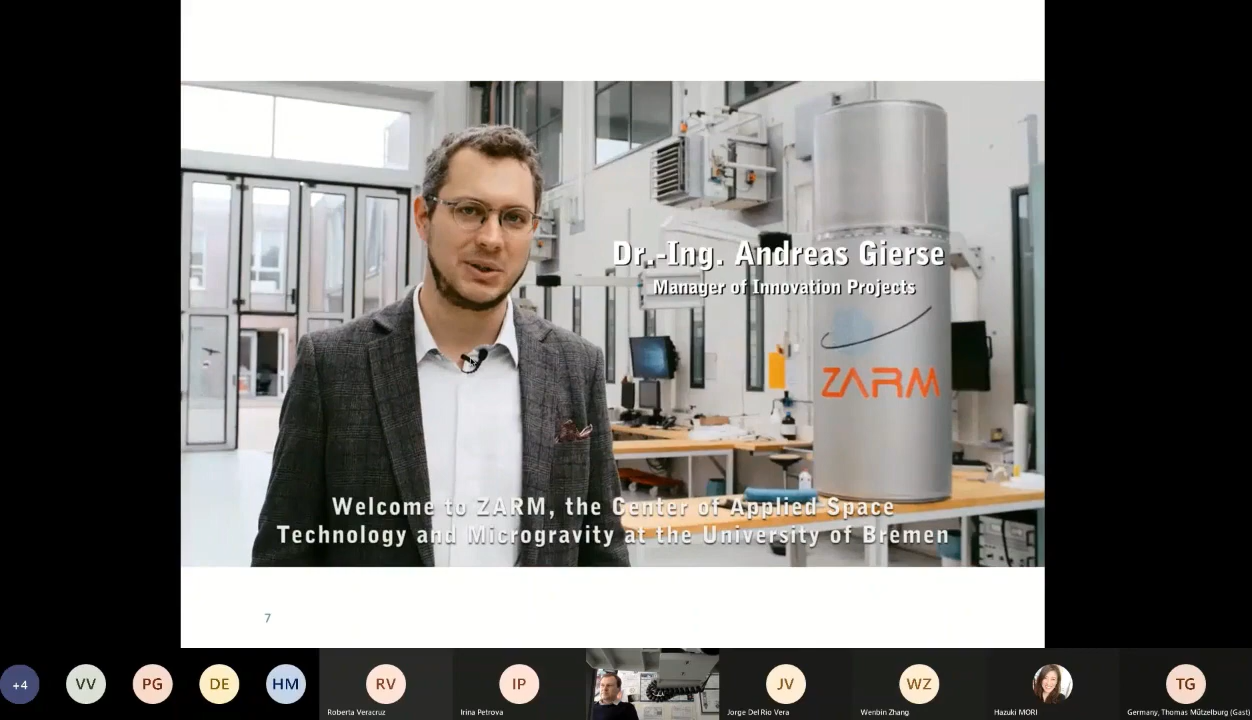 Dr.-Ing. Andreas Gierse
Manager of Innovation Projects
ZARM
Welcome to ZARM, the Center of Applied Space
Technology and Microgravity at the University of Bremen
7
+4
VV
PG
DE
HM
RV
Roberta Veracruz
IP
Irina Petrova
JV
Jorge Del Rio Vera
WZ
Wenbin Zhang
Hazuki MORI
TG
Germany, Thomas Mützelburg (Gast)